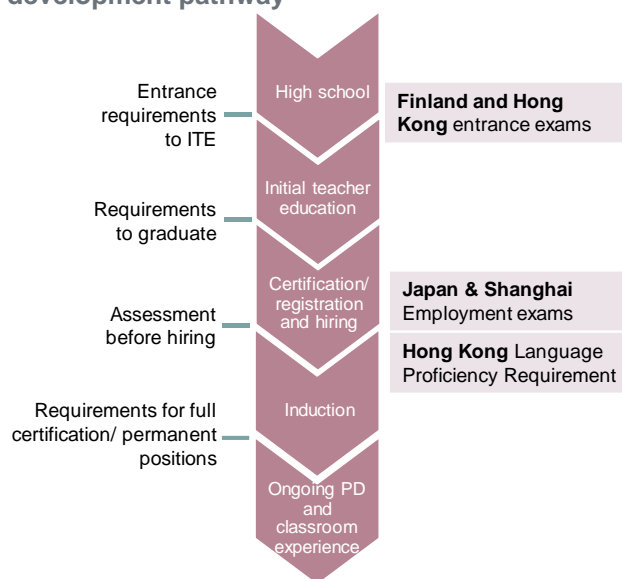 development pathway
High school
Entrance
requirements
to ITE
Finland and Hong
Kong entrance exams
Initial teacher
education
Requirements
to graduate
Certification/
registration
and hiring
Japan & Shanghai
Employment exams
Assessment
before hiring
Hong Kong Language
Proficiency Requirement
Induction
Requirements for full
certification/ permanent
positions
Ongoing PD
and
classroom
experience